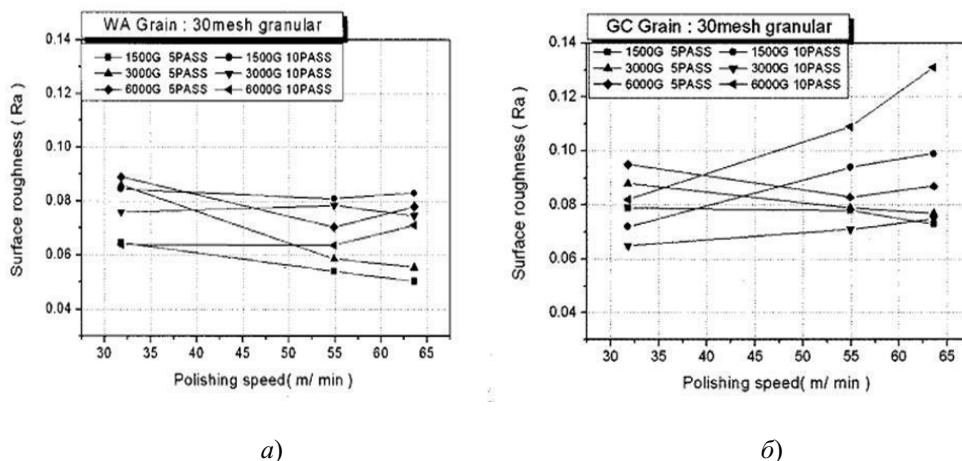 WA Grain : 30mesh granular
1500G 5PASS 1500G 10PASS
3000G 5PASS 3000G 10PASS
6000G 5PASS 6000G 10PASS
Surface roughness ( Ra )
0.14
0.12
0.10
0.08
0.06
0.04
30 35 40 45 50 55 60 65
Polishing speed( m/ min )
а)
GC Grain : 30mesh granular
1500G 5PASS 1500G 10PASS
3000G 5PASS 3000G 10PASS
6000G 5PASS 6000G 10PASS
Surface roughness ( Ra )
0.14
0.12
0.10
0.08
0.06
0.04
30 35 40 45 50 55 60 65
Polishing speed( m/ min )
б)